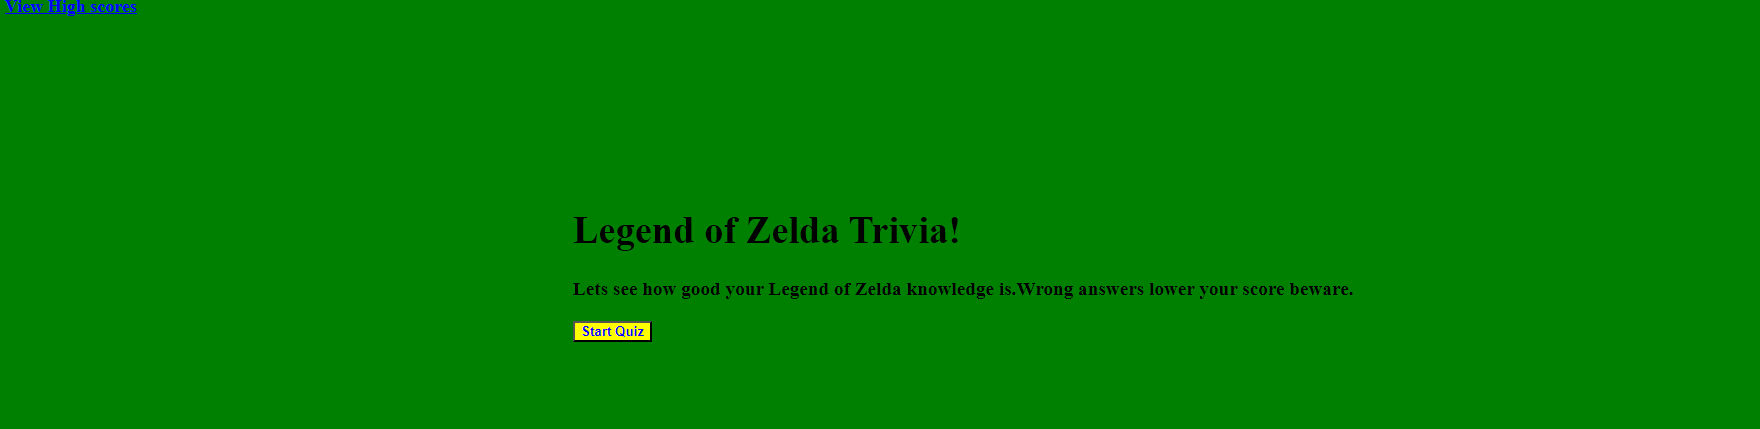 View High scores
Legend of Zelda Trivia!
Lets see how good your Legend of Zelda knowledge is.Wrong answers lower your score beware.
Start Quiz